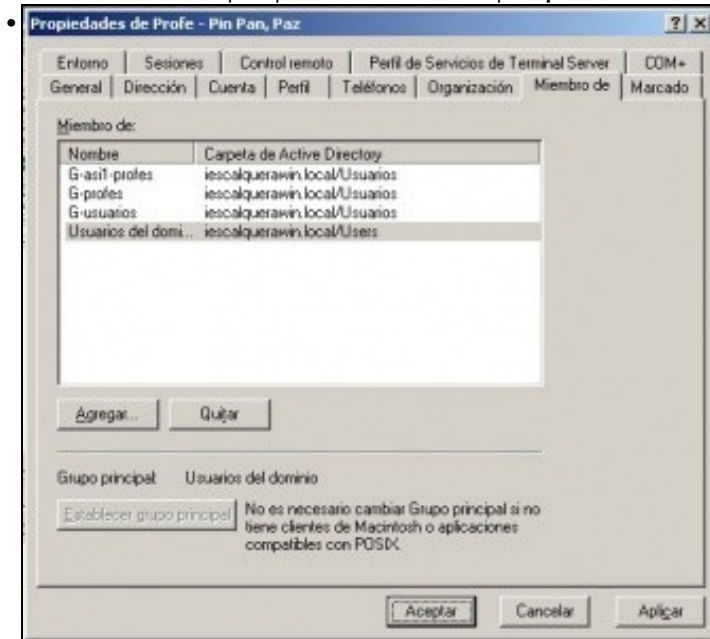 Propiedades de Profe - Pin Pan, Paz
Entorno Sesiones Control remoto Perfil de Servicios de Terminal Server COM+
General Dirección Cuenta Perfil Teléfonos Organización Miembro de Marcado
Miembro de:
Nombre Carpeta de Active Directory
G-asi1-profes iescalquerawin.local/Usuarios
G-profes iescalquerawin.local/Usuarios
G-usuarios iescalquerawin.local/Usuarios
Usuarios del domi... iescalquerawin.local/Users
Agregar... Quitar
Grupo principal: Usuarios del dominio
Establecer grupo principal
No es necesario cambiar Grupo principal si no
tiene clientes de Macintosh o aplicaciones
compatibles con POSIX.
Aceptar Cancelar Aplicar